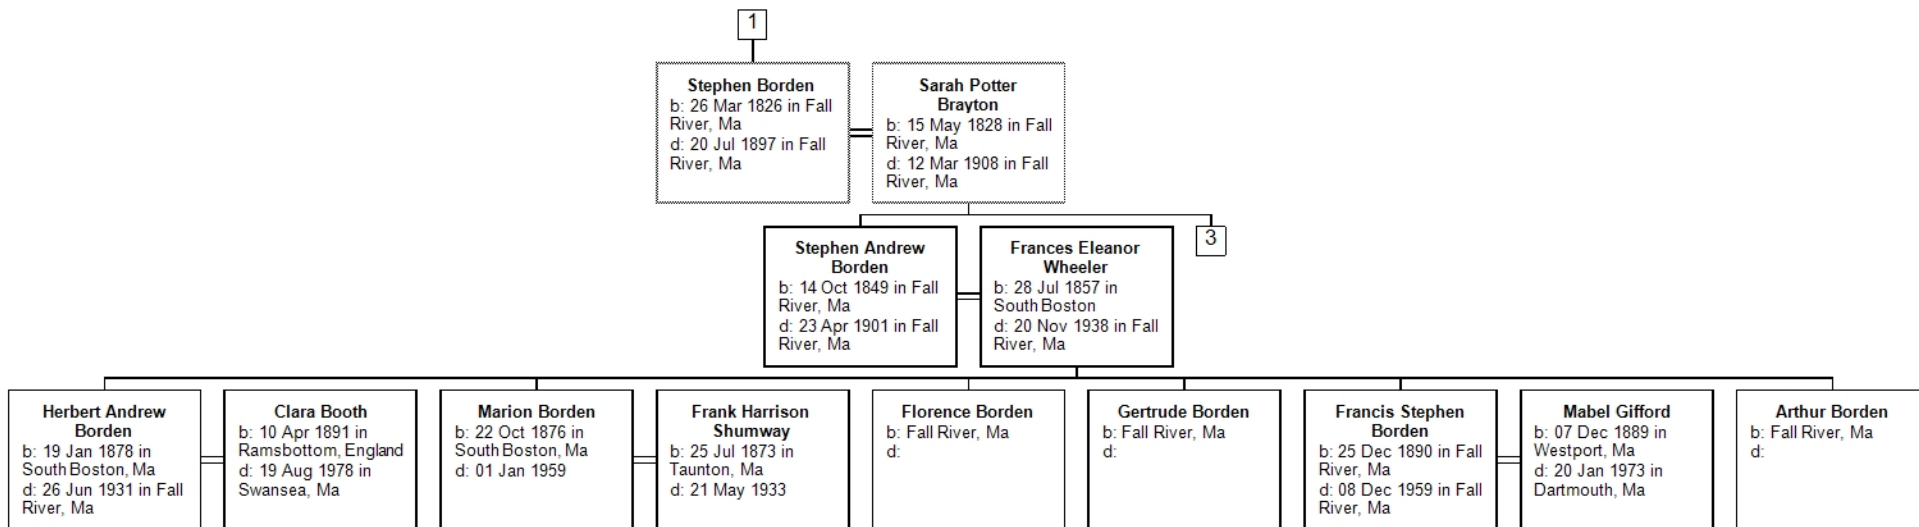 1
Stephen Borden
b: 26 Mar 1826 in Fall
River, Ma
d: 20 Jul 1897 in Fall
River, Ma
Sarah Potter
Brayton
b: 15 May 1828 in Fall
River, Ma
d: 12 Mar 1908 in Fall
River, Ma
Stephen Andrew
Borden
b: 14 Oct 1849 in Fall
River, Ma
d: 23 Apr 1901 in Fall
River, Ma
Frances Eleanor
Wheeler
b: 28 Jul 1857 in
South Boston
d: 20 Nov 1938 in Fall
River, Ma
3
Herbert Andrew
Borden
b: 19 Jan 1878 in
South Boston, Ma
d: 26 Jun 1931 in Fall
River, Ma
Clara Booth
b: 10 Apr 1891 in
Ramsbottom, England
d: 19 Aug 1978 in
Swansea, Ma
Marion Borden
b: 22 Oct 1876 in
South Boston, Ma
d: 01 Jan 1959
Frank Harrison
Shumway
b: 25 Jul 1873 in
Taunton, Ma
d: 21 May 1933
Florence Borden
b: Fall River, Ma
d:
Gertrude Borden
b: Fall River, Ma
d:
Francis Stephen
Borden
b: 25 Dec 1890 in Fall
River, Ma
d: 08 Dec 1959 in Fall
River, Ma
Mabel Gifford
b: 07 Dec 1889 in
Westport, Ma
d: 20 Jan 1973 in
Dartmouth, Ma
Arthur Borden
b: Fall River, Ma
d: